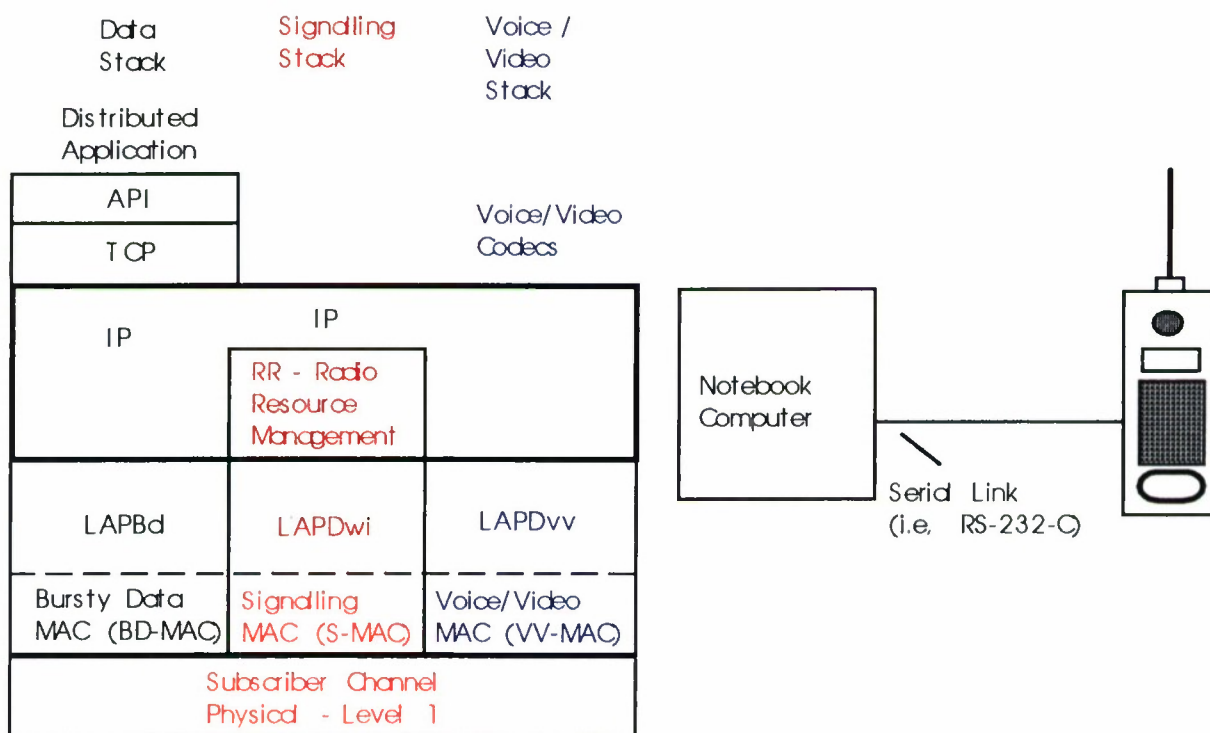 Data
Stack
Signalling
Stack
Voice /
Video
Stack
Distributed
Application
API
TCP
Voice/Video
Codecs
IP
IP
RR - Radio
Resource
Management
LAPBd
LAPDwi
LAPDvv
Bursty Data
MAC (BD-MAC)
Signalling
MAC (S-MAC)
Voice/Video
MAC (VV-MAC)
Subscriber Channel
Physical - Level 1
Notebook
Computer
Serial Link
(i.e, RS-232-C)